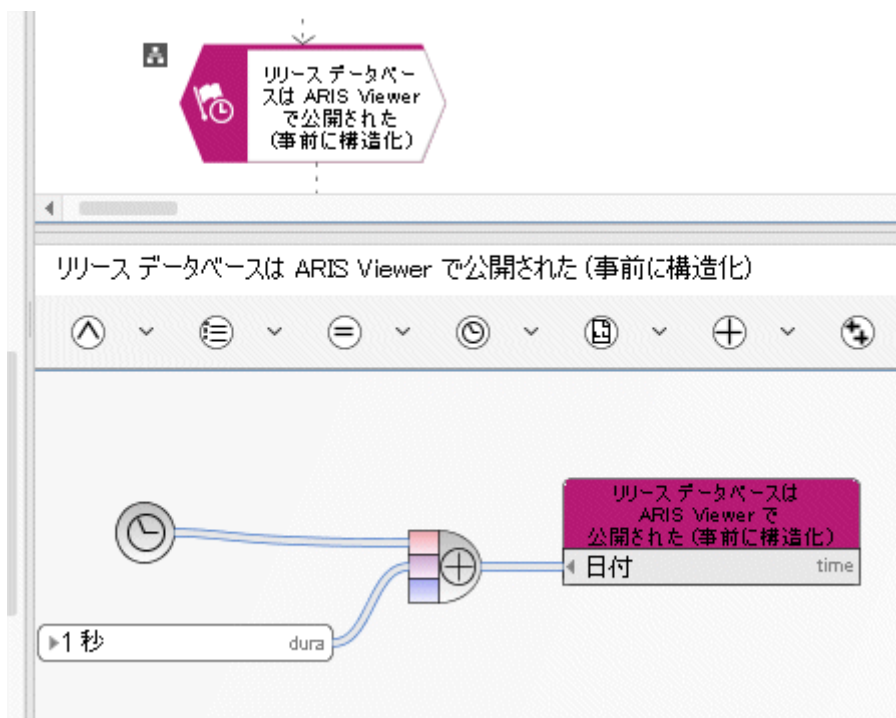 リリース データベー
スは ARIS Viewer
で公開された
(事前に構造化)
リリース データベースは ARIS Viewer で公開された (事前に構造化)
リリース データベースは
ARIS Viewer で
公開された (事前に構造化)
日付 time
1 秒 dura